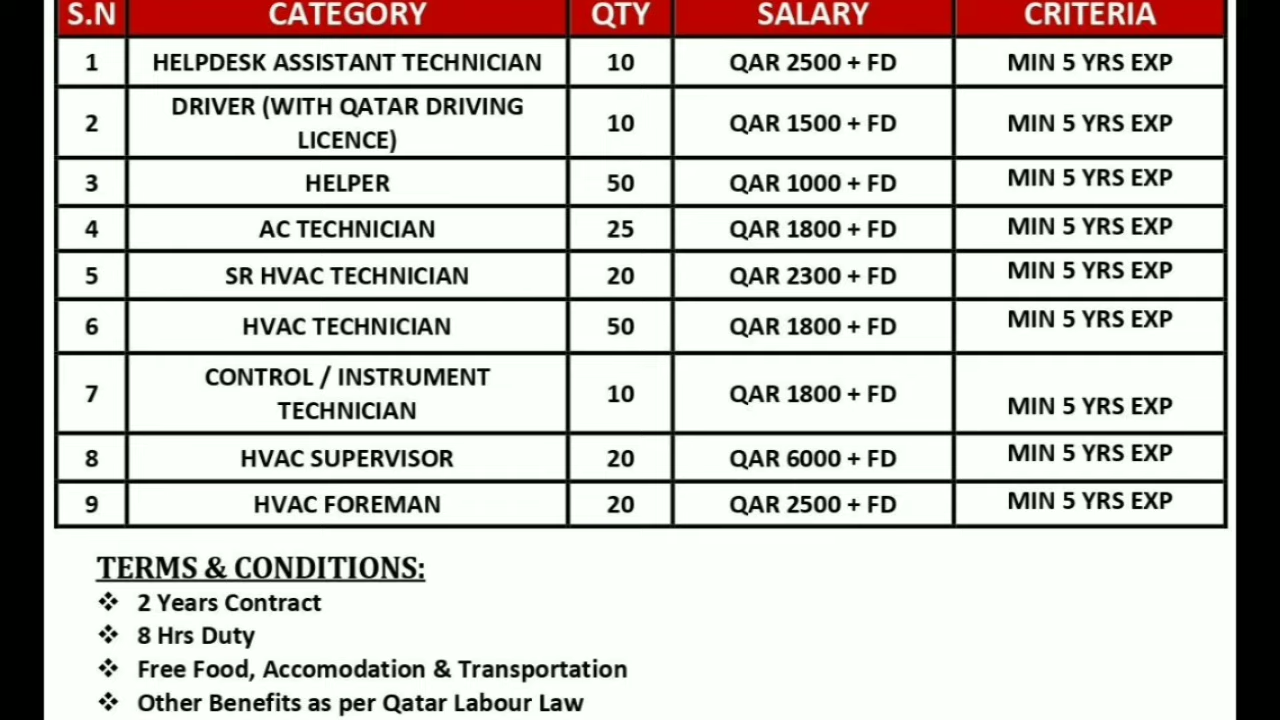 S.N CATEGORY QTY SALARY CRITERIA
1 HELPDESK ASSISTANT TECHNICIAN 10 QAR 2500 + FD MIN 5 YRS EXP
2 DRIVER (WITH QATAR DRIVING
LICENCE) 10 QAR 1500 + FD MIN 5 YRS EXP
3 HELPER 50 QAR 1000 + FD MIN 5 YRS EXP
4 AC TECHNICIAN 25 QAR 1800 + FD MIN 5 YRS EXP
5 SR HVAC TECHNICIAN 20 QAR 2300 + FD MIN 5 YRS EXP
6 HVAC TECHNICIAN 50 QAR 1800 + FD MIN 5 YRS EXP
7 CONTROL / INSTRUMENT
TECHNICIAN 10 QAR 1800 + FD MIN 5 YRS EXP
8 HVAC SUPERVISOR 20 QAR 6000 + FD MIN 5 YRS EXP
9 HVAC FOREMAN 20 QAR 2500 + FD MIN 5 YRS EXP
TERMS & CONDITIONS:
❖ 2 Years Contract
❖ 8 Hrs Duty
❖ Free Food, Accomodation & Transportation
❖ Other Benefits as per Qatar Labour Law